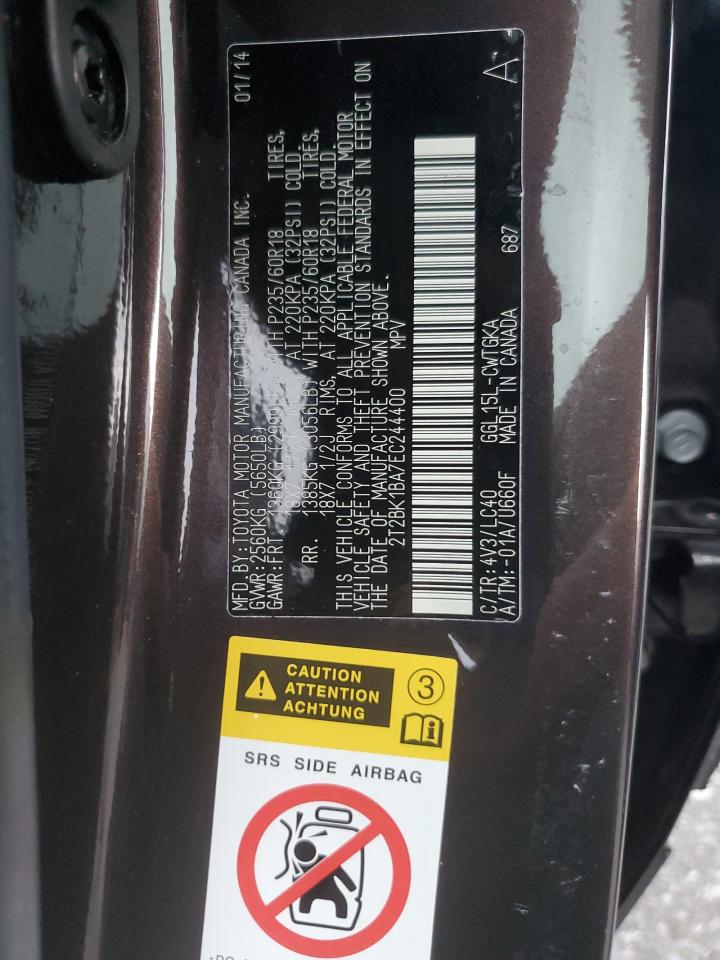 MFD.BY:TOYOTA MOTOR MANUFACTURING CANADA INC. 01/14
GVWR:2560KG (5650LB)
GAWR:FRT. 1360KG (2999LB) WITH P235/60R18 TIRES,
18X7 1/2J RIMS, AT 220KPA (32PSI) COLD
RR. 1385KG (3056LB) WITH P235/60R18 TIRES,
18X7 1/2J RIMS, AT 220KPA (32PSI) COLD.
THIS VEHICLE CONFORMS TO ALL APPLICABLE FEDERAL MOTOR
VEHICLE SAFETY AND THEFT PREVENTION STANDARDS IN EFFECT ON
THE DATE OF MANUFACTURE SHOWN ABOVE.
2T2BK1BA7EC244400 MPV
C/TR:4V3/LC40 GGL15L-CWTGKA
A/TM:-01A/U660F MADE IN CANADA 687 A
CAUTION
ATTENTION
ACHTUNG
3
SRS SIDE AIRBAG